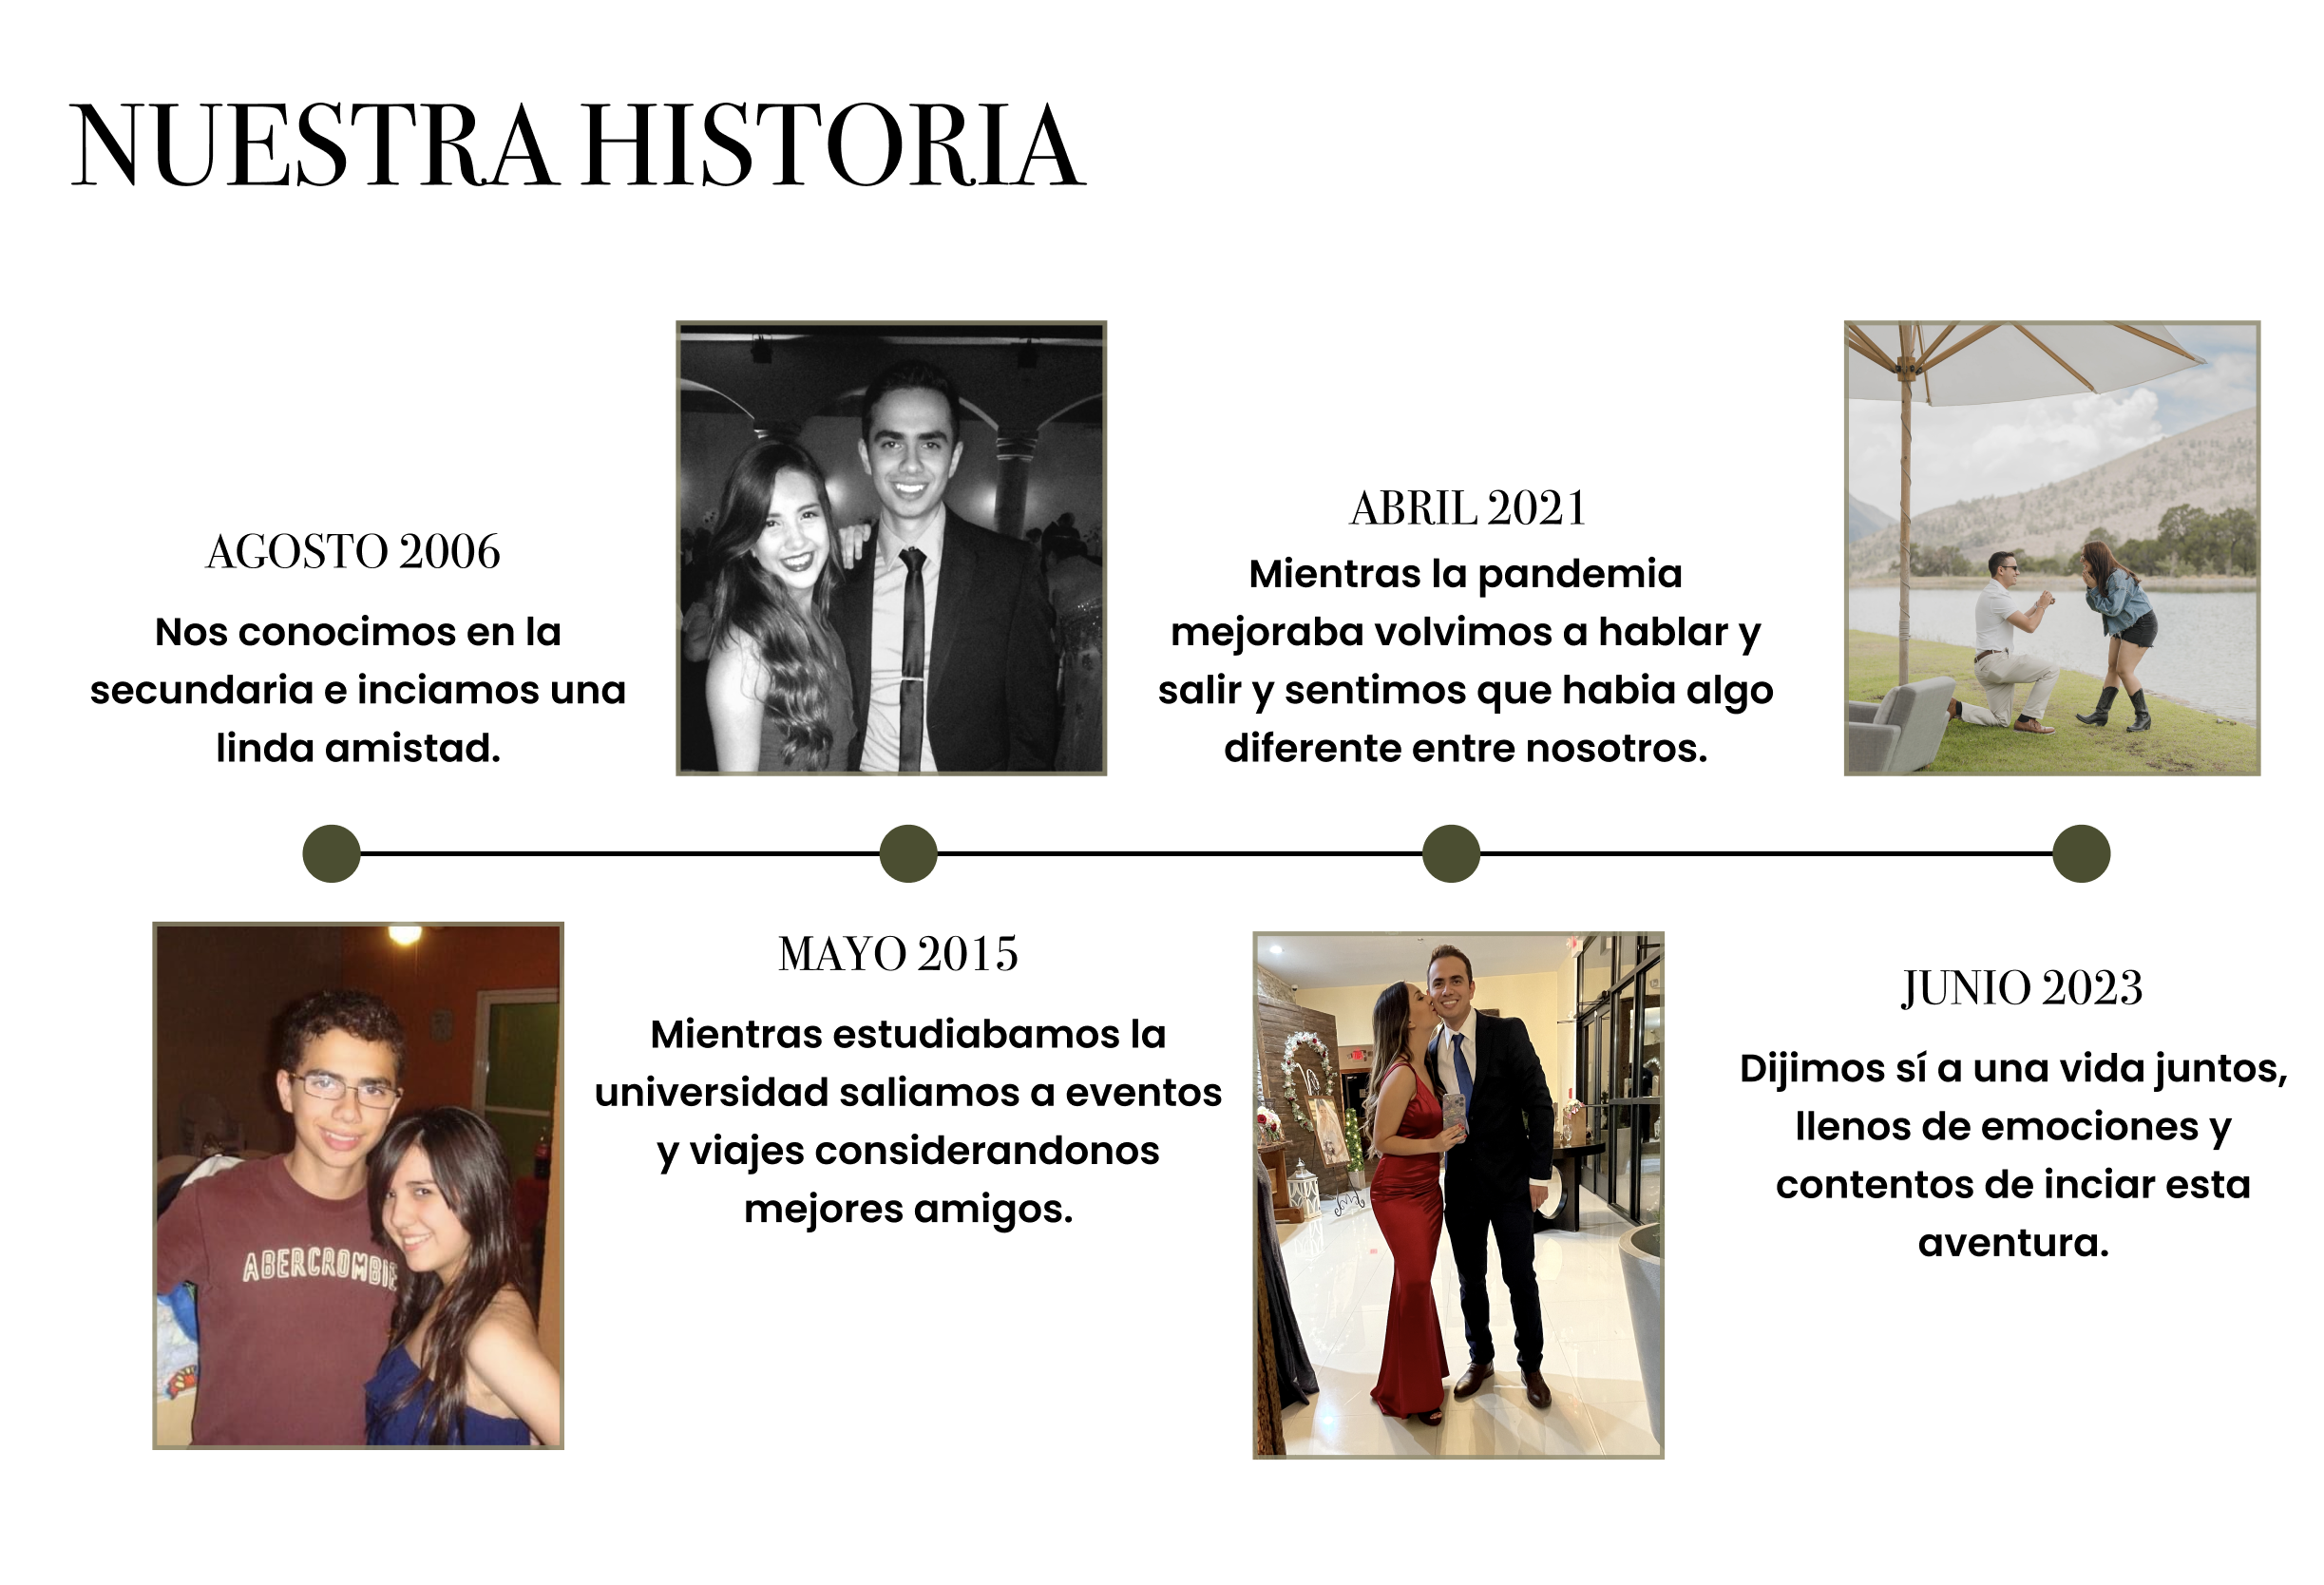 NUESTRA HISTORIA
AGOSTO 2006
Nos conocimos en la
secundaria e inciamos una
linda amistad.
ABERCROMBIE
MAYO 2015
Mientras estudiabamos la
universidad saliamos a eventos
y viajes considerandonos
mejores amigos.
ABRIL 2021
Mientras la pandemia
mejoraba volvimos a hablar y
salir y sentimos que habia algo
diferente entre nosotros.
JUNIO 2023
Dijimos sí a una vida juntos,
llenos de emociones y
contentos de inciar esta
aventura.